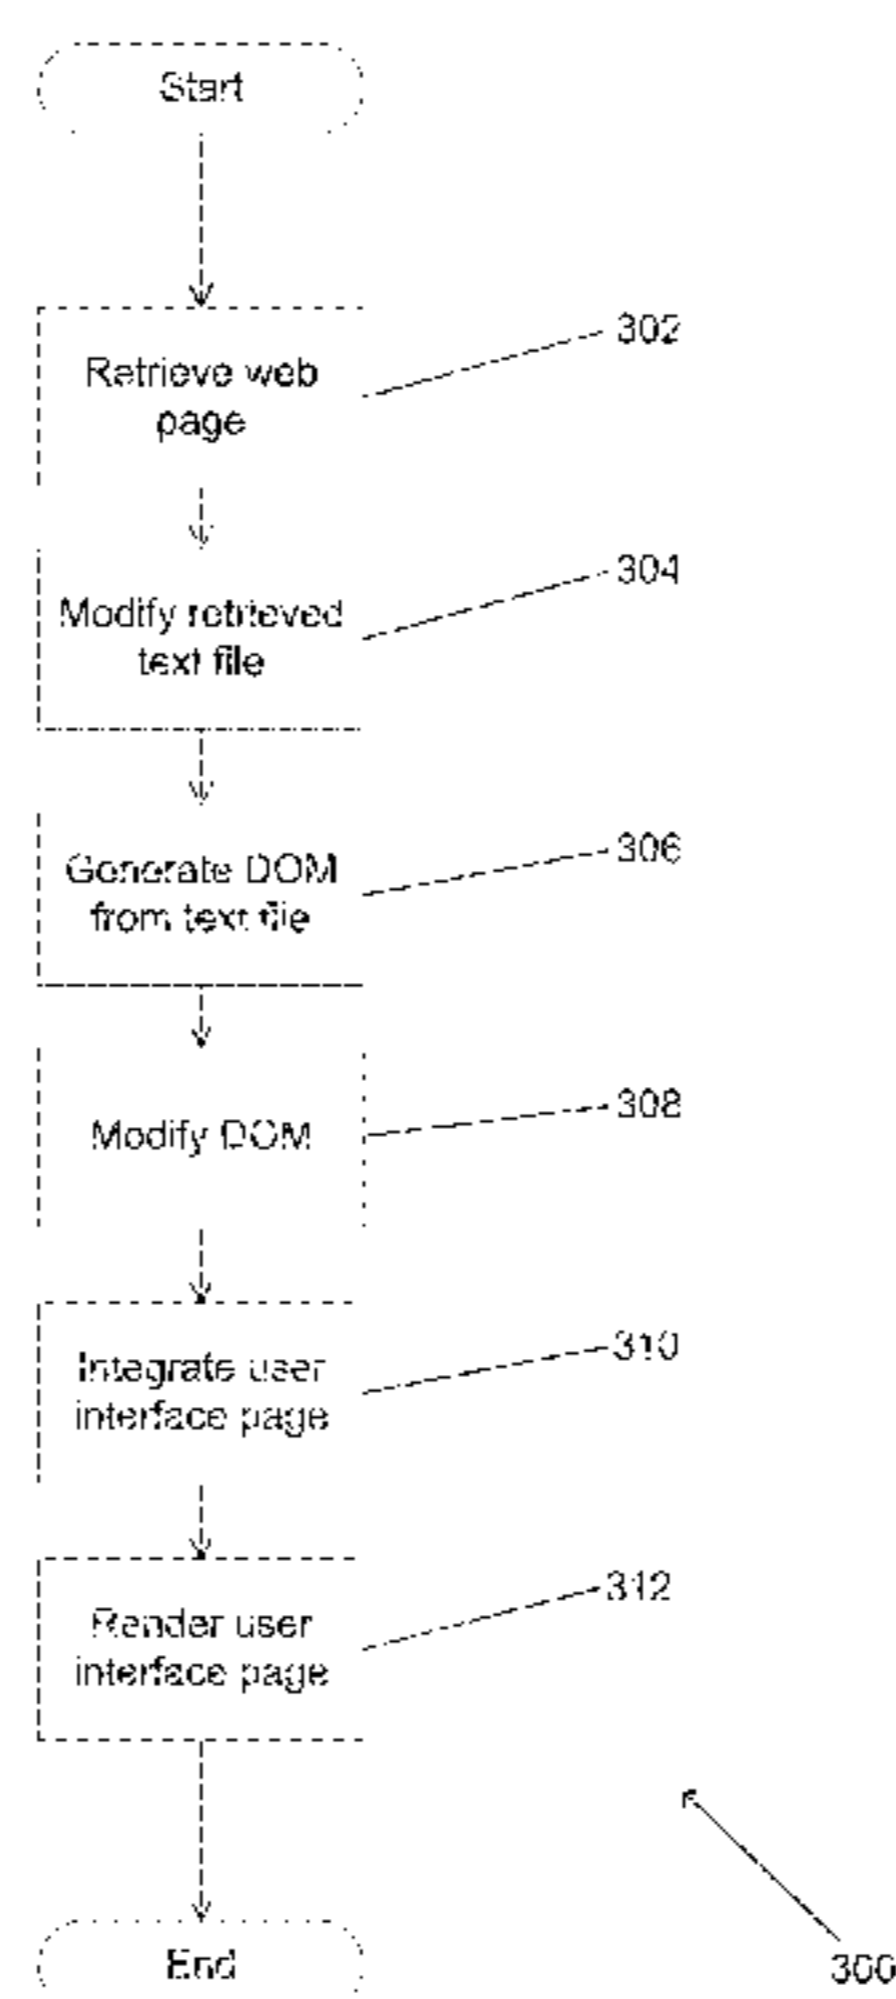 Start
302
Retrieve web
page
304
Modify retrieved
text file
306
Generate DOM
from text file
308
Modify DOM
310
Integrate user
interface page
312
Render user
interface page
End
300